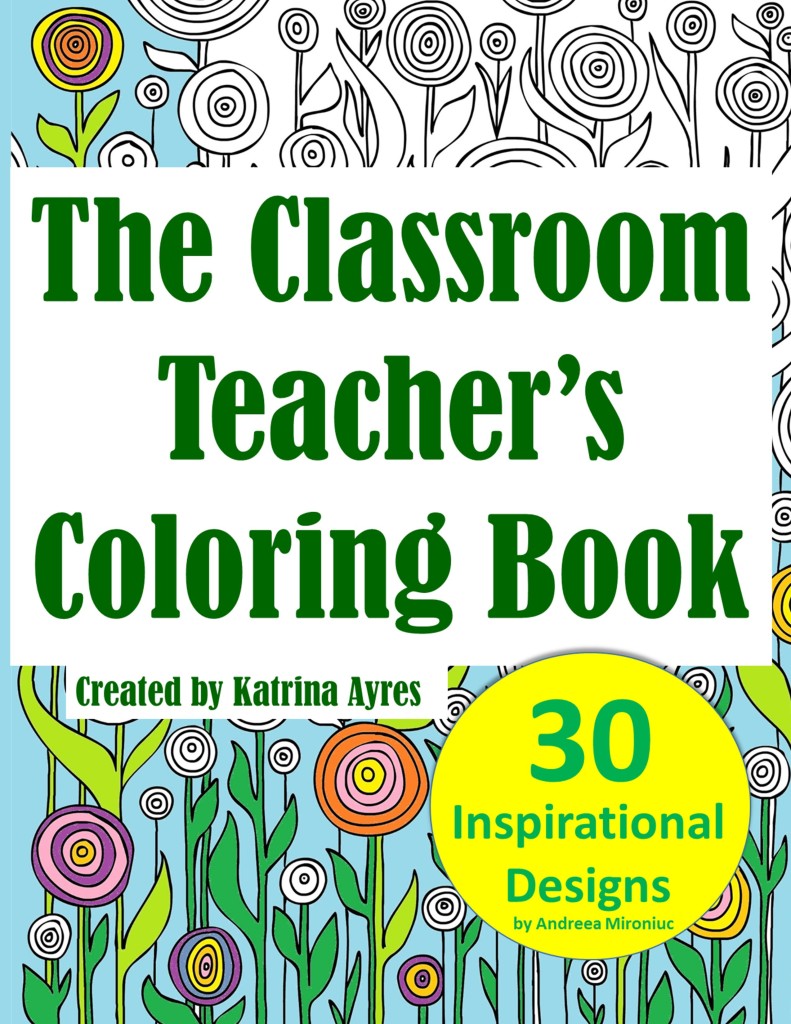 The Classroom
Teacher’s
Coloring Book
Created by Katrina Ayres
30
Inspirational
Designs
by Andreea Mironiuc